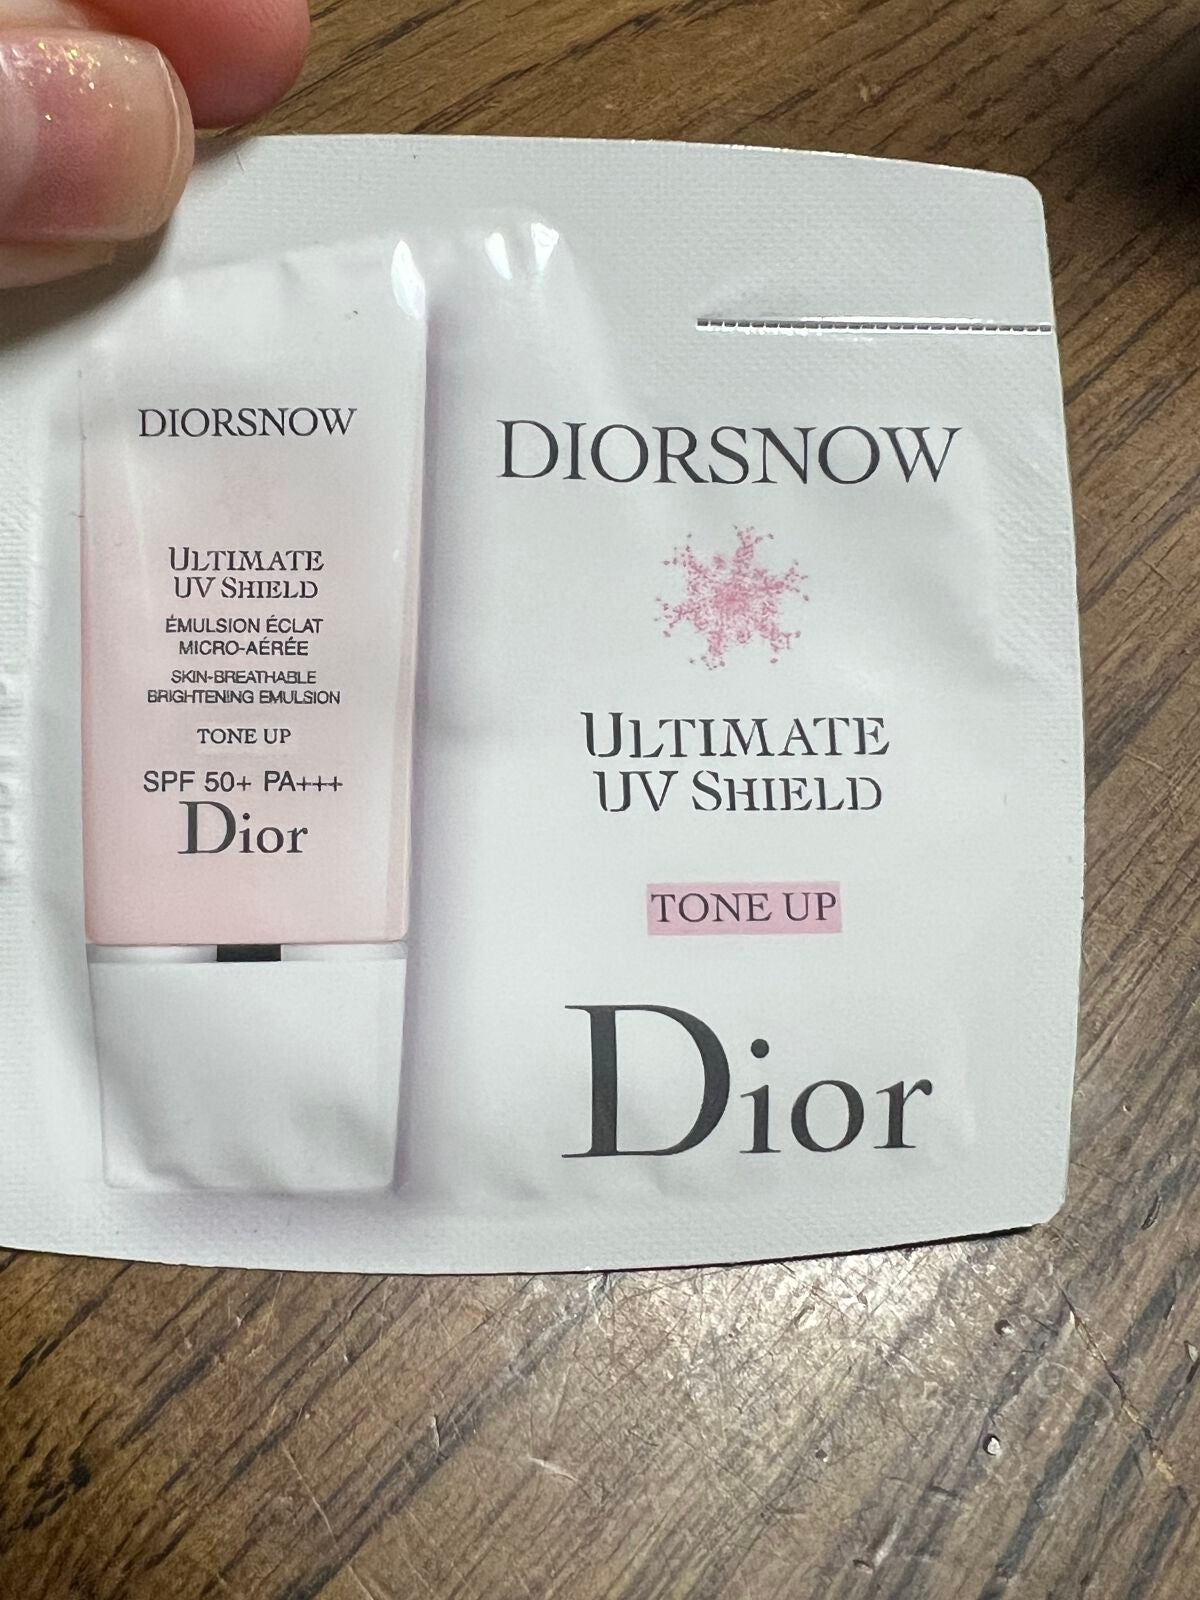 DIORSNOW
ULTIMATE
UV SHIELD
ÉMULSION ÉCLAT
MICRO-AÉRÉE
SKIN-BREATHABLE
BRIGHTENING EMULSION
TONE UP
SPF 50+ PA+++
Dior
DIORSNOW
ULTIMATE
UV SHIELD
TONE UP
Dior